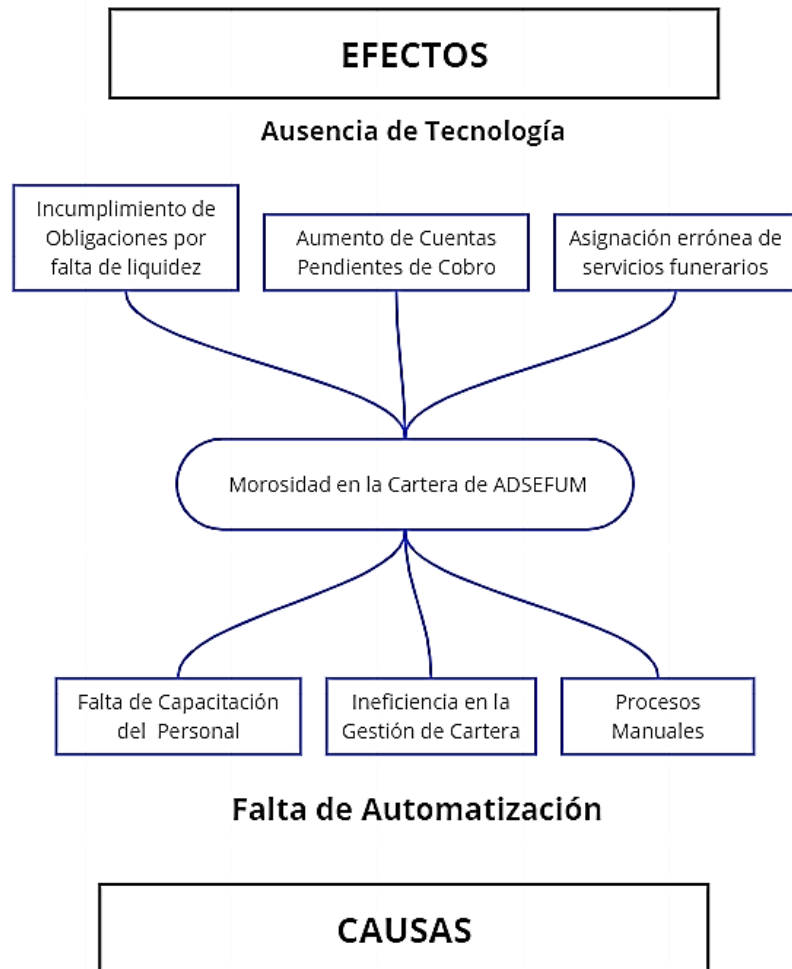 EFECTOS
Ausencia de Tecnología
Incumplimiento de
Obligaciones por
falta de liquidez
Aumento de Cuentas
Pendientes de Cobro
Asignación errónea de
servicios funerarios
Morosidad en la Cartera de ADSEFUM
Falta de Capacitación
del Personal
Ineficiencia en la
Gestión de Cartera
Procesos
Manuales
Falta de Automatización
CAUSAS